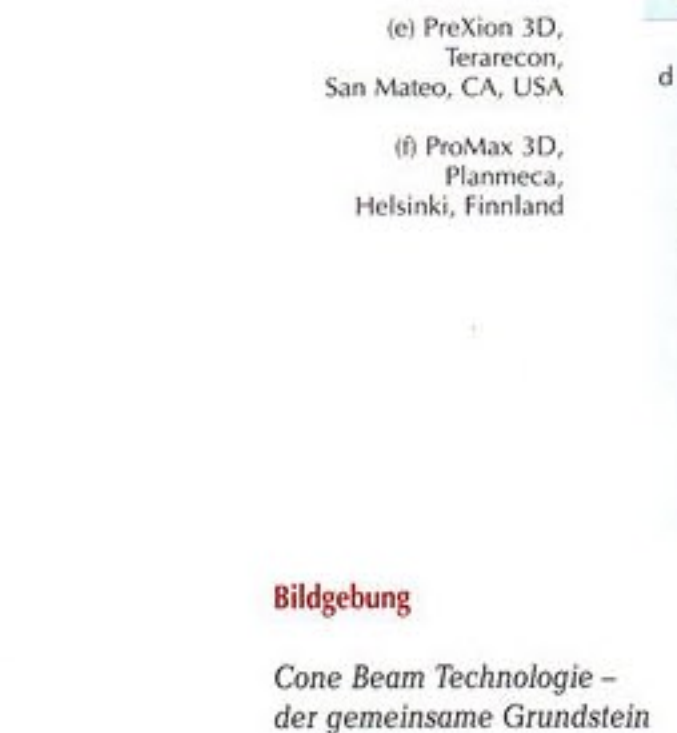 (e) PreXion 3D,
Terarecon,
San Mateo, CA, USA
d
(f) ProMax 3D,
Planmeca,
Helsinki, Finnland
Bildgebung
Cone Beam Technologie –
der gemeinsame Grundstein